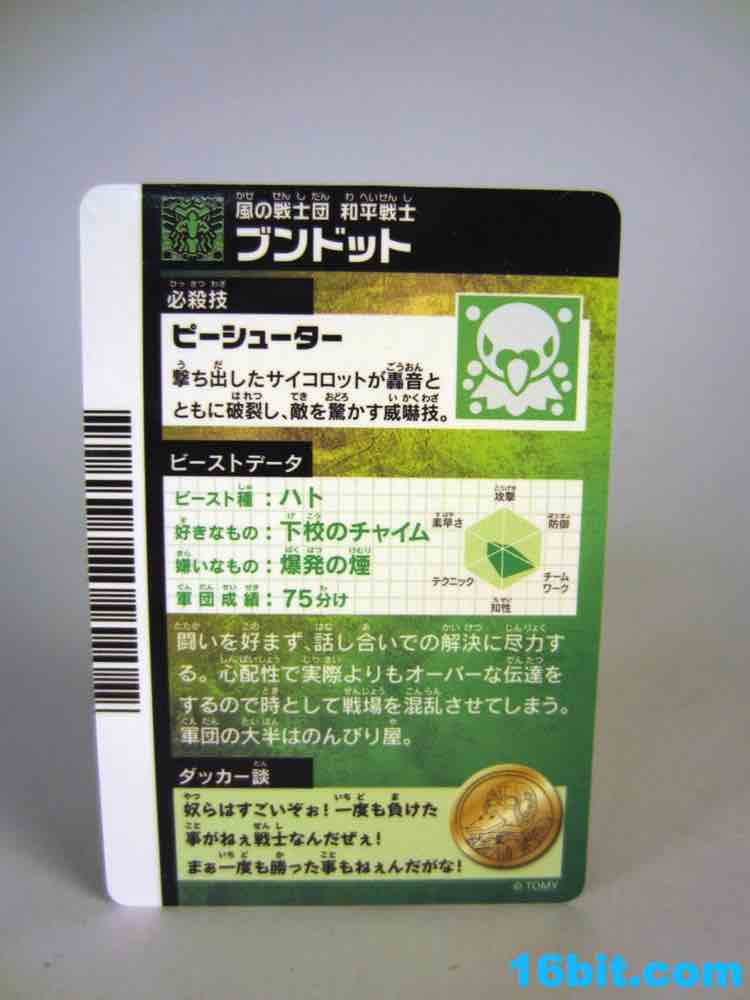 風の戦士団 和平戦士
ブンドット
必殺技
ピーシューター
撃ち出したサイコロットが轟音と
ともに破裂し、敵を驚かす威嚇技。
ビーストデータ
ビースト種：ハト
好きなもの：下校のチャイム
嫌いなもの：爆発の煙
軍団成績：75分け
攻撃
素早さ
防御
テクニック
チーム
ワーク
知性
闘いを好まず、話し合いでの解決に尽力す
る。心配性で実際よりもオーバーな伝達を
するので時として戦場を混乱させてしまう。
軍団の大半はのんびり屋。
ダッカー談
奴らはすごいぞぉ!一度も負けた
事がねぇ戦士なんだぜぇ!
まぁ一度も勝った事もねぇんだがな!
© TOMY
16bit.com